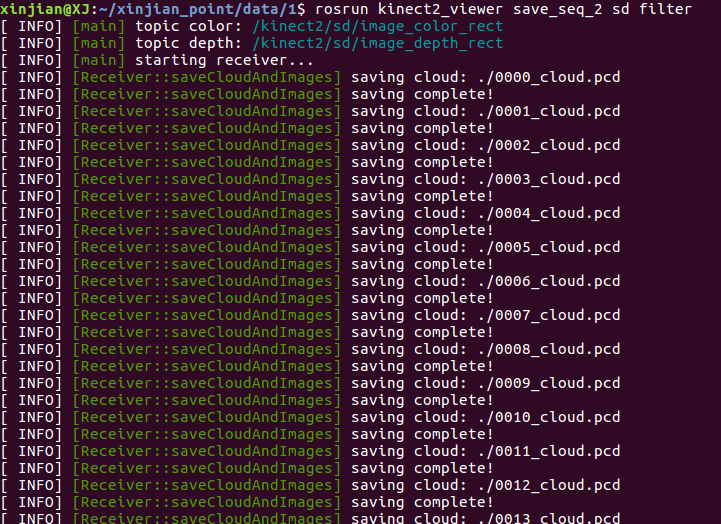 xinjian@XJ:~/xinjian_point/data/1$ rosrun kinect2_viewer save_seq_2 sd filter
[ INFO] [main] topic color: /kinect2/sd/image_color_rect
[ INFO] [main] topic depth: /kinect2/sd/image_depth_rect
[ INFO] [main] starting receiver...
[ INFO] [Receiver::saveCloudAndImages] saving cloud: ./0000_cloud.pcd
[ INFO] [Receiver::saveCloudAndImages] saving complete!
[ INFO] [Receiver::saveCloudAndImages] saving cloud: ./0001_cloud.pcd
[ INFO] [Receiver::saveCloudAndImages] saving complete!
[ INFO] [Receiver::saveCloudAndImages] saving cloud: ./0002_cloud.pcd
[ INFO] [Receiver::saveCloudAndImages] saving complete!
[ INFO] [Receiver::saveCloudAndImages] saving cloud: ./0003_cloud.pcd
[ INFO] [Receiver::saveCloudAndImages] saving complete!
[ INFO] [Receiver::saveCloudAndImages] saving cloud: ./0004_cloud.pcd
[ INFO] [Receiver::saveCloudAndImages] saving complete!
[ INFO] [Receiver::saveCloudAndImages] saving cloud: ./0005_cloud.pcd
[ INFO] [Receiver::saveCloudAndImages] saving complete!
[ INFO] [Receiver::saveCloudAndImages] saving cloud: ./0006_cloud.pcd
[ INFO] [Receiver::saveCloudAndImages] saving complete!
[ INFO] [Receiver::saveCloudAndImages] saving cloud: ./0007_cloud.pcd
[ INFO] [Receiver::saveCloudAndImages] saving complete!
[ INFO] [Receiver::saveCloudAndImages] saving cloud: ./0008_cloud.pcd
[ INFO] [Receiver::saveCloudAndImages] saving complete!
[ INFO] [Receiver::saveCloudAndImages] saving cloud: ./0009_cloud.pcd
[ INFO] [Receiver::saveCloudAndImages] saving complete!
[ INFO] [Receiver::saveCloudAndImages] saving cloud: ./0010_cloud.pcd
[ INFO] [Receiver::saveCloudAndImages] saving complete!
[ INFO] [Receiver::saveCloudAndImages] saving cloud: ./0011_cloud.pcd
[ INFO] [Receiver::saveCloudAndImages] saving complete!
[ INFO] [Receiver::saveCloudAndImages] saving cloud: ./0012_cloud.pcd
[ INFO] [Receiver::saveCloudAndImages] saving complete!
[ INFO] [Receiver::saveCloudAndImages] saving cloud: ./0013_cloud.pcd